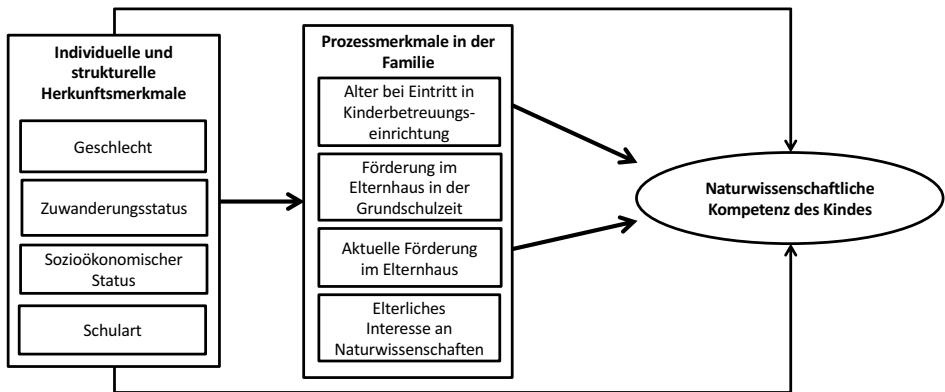 Individuelle und
strukturelle
Herkunftsmerkmale
Geschlecht
Zuwanderungsstatus
Sozioökonomischer
Status
Schulart
Prozessmerkmale in der
Familie
Alter bei Eintritt in
Kinderbetreuungs-
einrichtung
Förderung im
Elternhaus in der
Grundschulzeit
Aktuelle Förderung
im Elternhaus
Elterliches
Interesse an
Naturwissenschaften
Naturwissenschaftliche
Kompetenz des Kindes